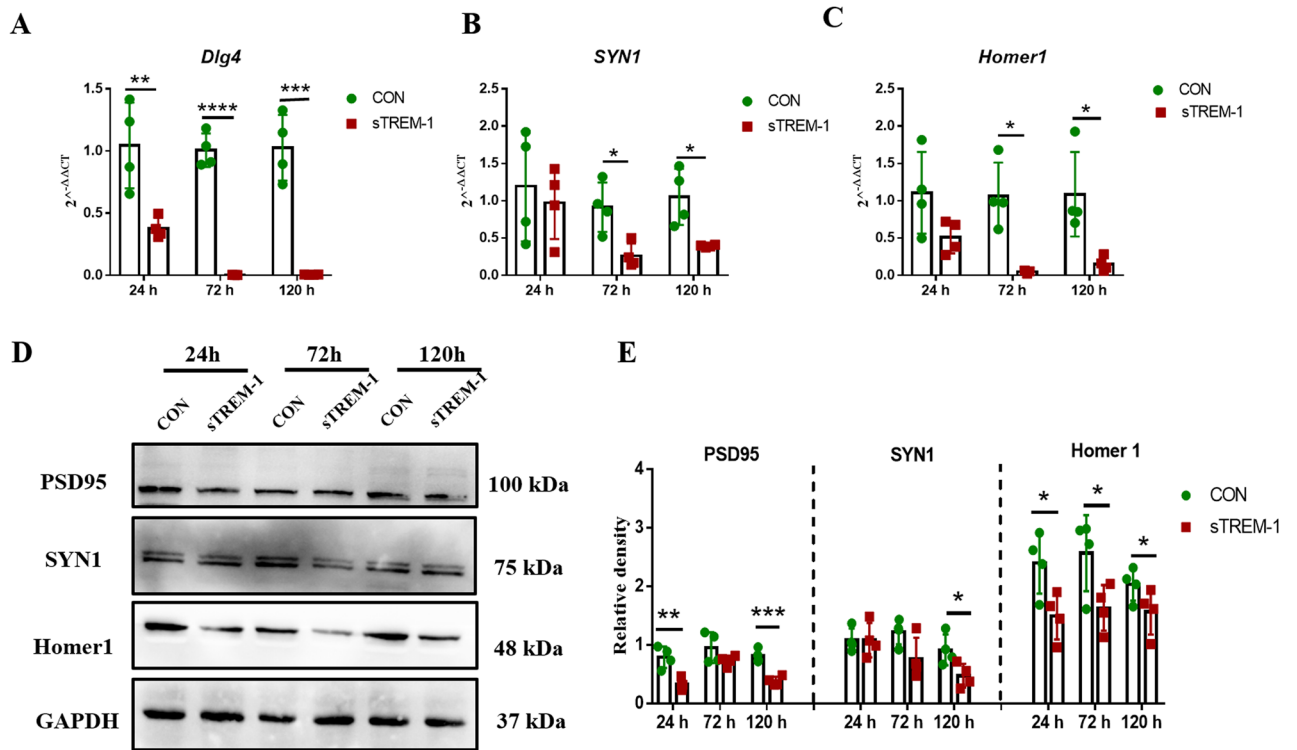 A
Dlg4
2^-ΔΔCT
1.5
1.0
0.5
0.0
**
****
***
24 h
72 h
120 h
CON
sTREM-1
B
SYN1
2^-ΔΔCT
2.5
2.0
1.5
1.0
0.5
0.0
*
*
24 h
72 h
120 h
CON
sTREM-1
C
Homer1
2^-ΔΔCT
2.5
2.0
1.5
1.0
0.5
0.0
*
*
24 h
72 h
120 h
CON
sTREM-1
D
24h 72h 120h
CON sTREM-1 CON sTREM-1 CON sTREM-1
PSD95 100 kDa
SYN1 75 kDa
Homer1 48 kDa
GAPDH 37 kDa
E
PSD95 SYN1 Homer 1
Relative density
4
3
2
1
0
** *** * * * *
24 h 72 h 120 h 24 h 72 h 120 h 24 h 72 h 120 h
CON
sTREM-1